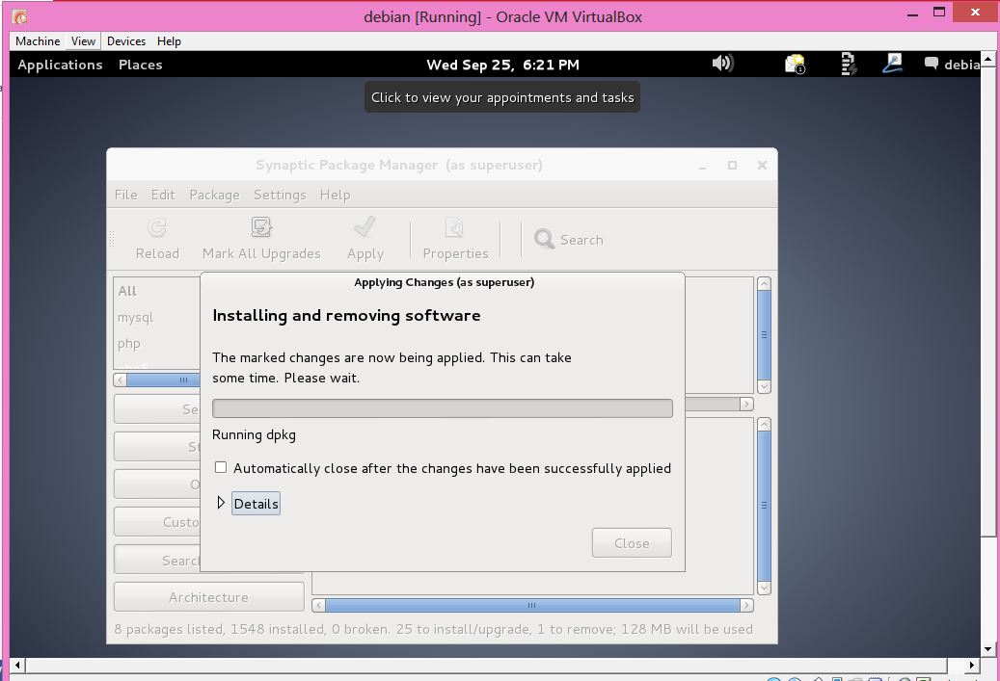 debian [Running] - Oracle VM VirtualBox
Machine View Devices Help
Applications Places Wed Sep 25, 6:21 PM debia
Click to view your appointments and tasks
Synaptic Package Manager (as superuser)
File Edit Package Settings Help
Reload Mark All Upgrades Apply Properties Search
All
mysql
php
Applying Changes (as superuser)
Installing and removing software
The marked changes are now being applied. This can take
some time. Please wait.
Running dpkg
Automatically close after the changes have been successfully applied
Details
Close
Se
St
O
Custo
Search
Architecture
8 packages listed, 1548 installed, 0 broken. 25 to install/upgrade, 1 to remove; 128 MB will be used